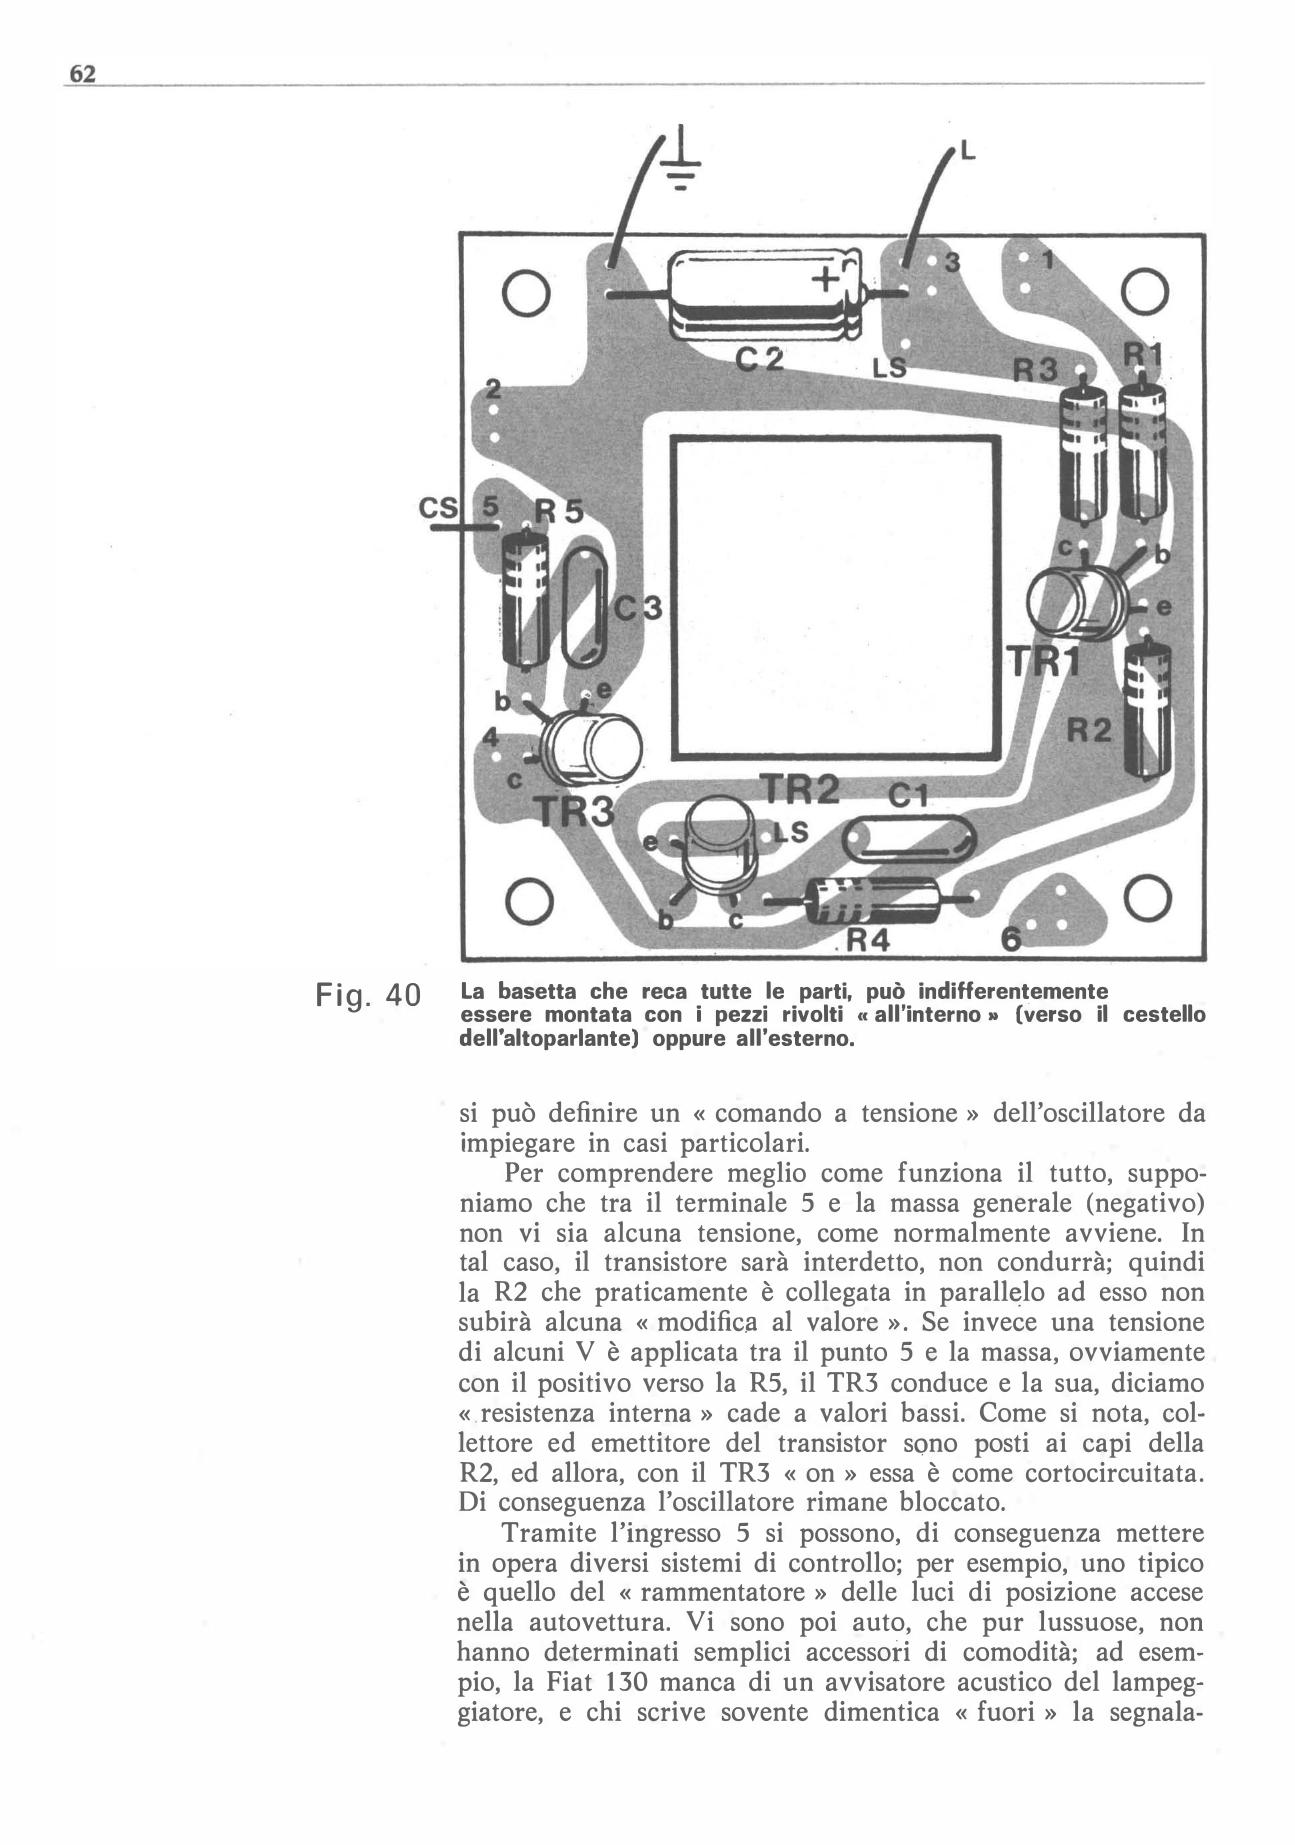 62
L
3
1
+
C2
LS
R3
R1
2
CS
5
R5
c
b
C3
e
TR1
b
e
R2
4
c
TR2
C1
TR3
LS
e
b
c
R4
6
Fig. 40
La basetta che reca tutte le parti, può indifferentemente
essere montata con i pezzi rivolti « all'interno » (verso il cestello
dell'altoparlante) oppure all'esterno.
si può definire un « comando a tensione » dell'oscillatore da
impiegare in casi particolari.
Per comprendere meglio come funziona il tutto, suppo-
niamo che tra il terminale 5 e la massa generale (negativo)
non vi sia alcuna tensione, come normalmente avviene. In
tal caso, il transistore sarà interdetto, non condurrà; quindi
la R2 che praticamente è collegata in parallelo ad esso non
subirà alcuna « modifica al valore ». Se invece una tensione
di alcuni V è applicata tra il punto 5 e la massa, ovviamente
con il positivo verso la R5, il TR3 conduce e la sua, diciamo
« resistenza interna » cade a valori bassi. Come si nota, col-
lettore ed emettitore del transistor sono posti ai capi della
R2, ed allora, con il TR3 « on » essa è come cortocircuitata.
Di conseguenza l'oscillatore rimane bloccato.
Tramite l'ingresso 5 si possono, di conseguenza mettere
in opera diversi sistemi di controllo; per esempio, uno tipico
è quello del « rammentatore » delle luci di posizione accese
nella autovettura. Vi sono poi auto, che pur lussuose, non
hanno determinati semplici accessori di comodità; ad esem-
pio, la Fiat 130 manca di un avvisatore acustico del lampeg-
giatore, e chi scrive sovente dimentica « fuori » la segnala-